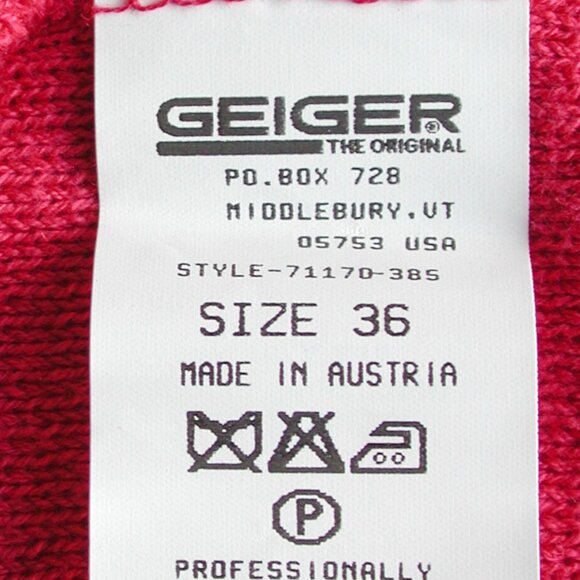 GEIGER®
THE ORIGINAL
PO.BOX 728
MIDDLEBURY.VT
05753 USA
STYLE-71170-385
SIZE 36
MADE IN AUSTRIA
P
PROFESSIONALLY